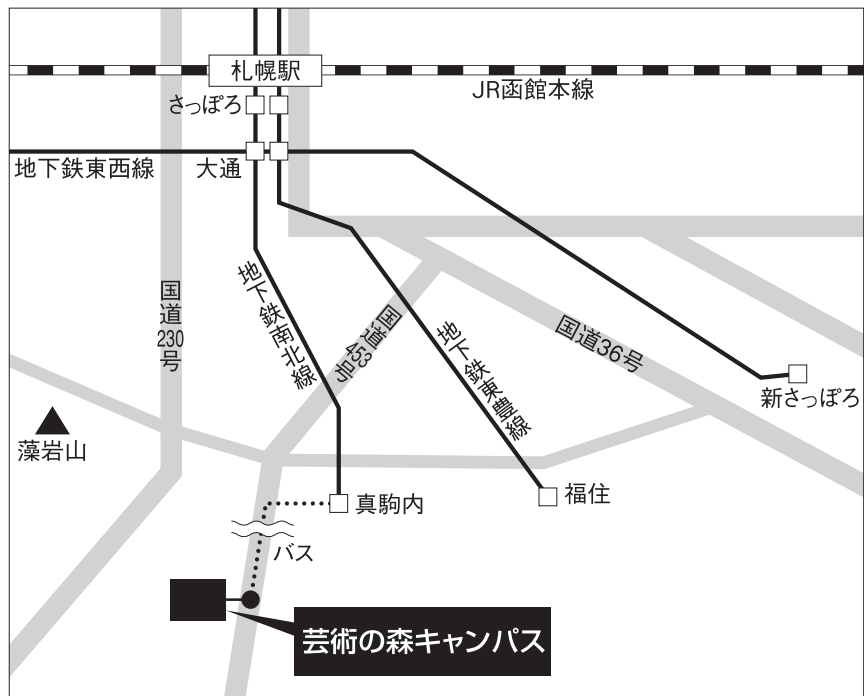 札幌駅
JR函館本線
さっぽろ
地下鉄東西線
大通
国道230号
地下鉄南北線
国道453号
地下鉄東豊線
国道36号
新さっぽろ
藻岩山
真駒内
福住
バス
芸術の森キャンパス